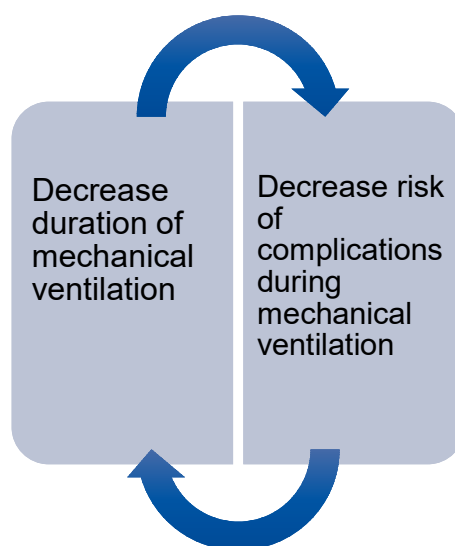 Decrease
duration of
mechanical
ventilation
Decrease risk
of
complications
during
mechanical
ventilation